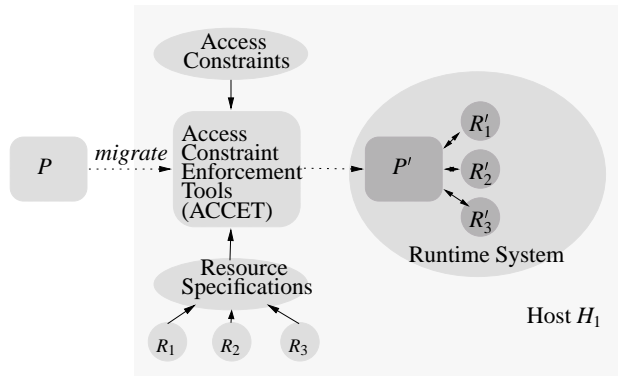 Access
Constraints
P
migrate
Access
Constraint
Enforcement
Tools
(ACCET)
P′
R′1
R′2
R′3
Runtime System
Resource
Specifications
R1
R2
R3
Host H1